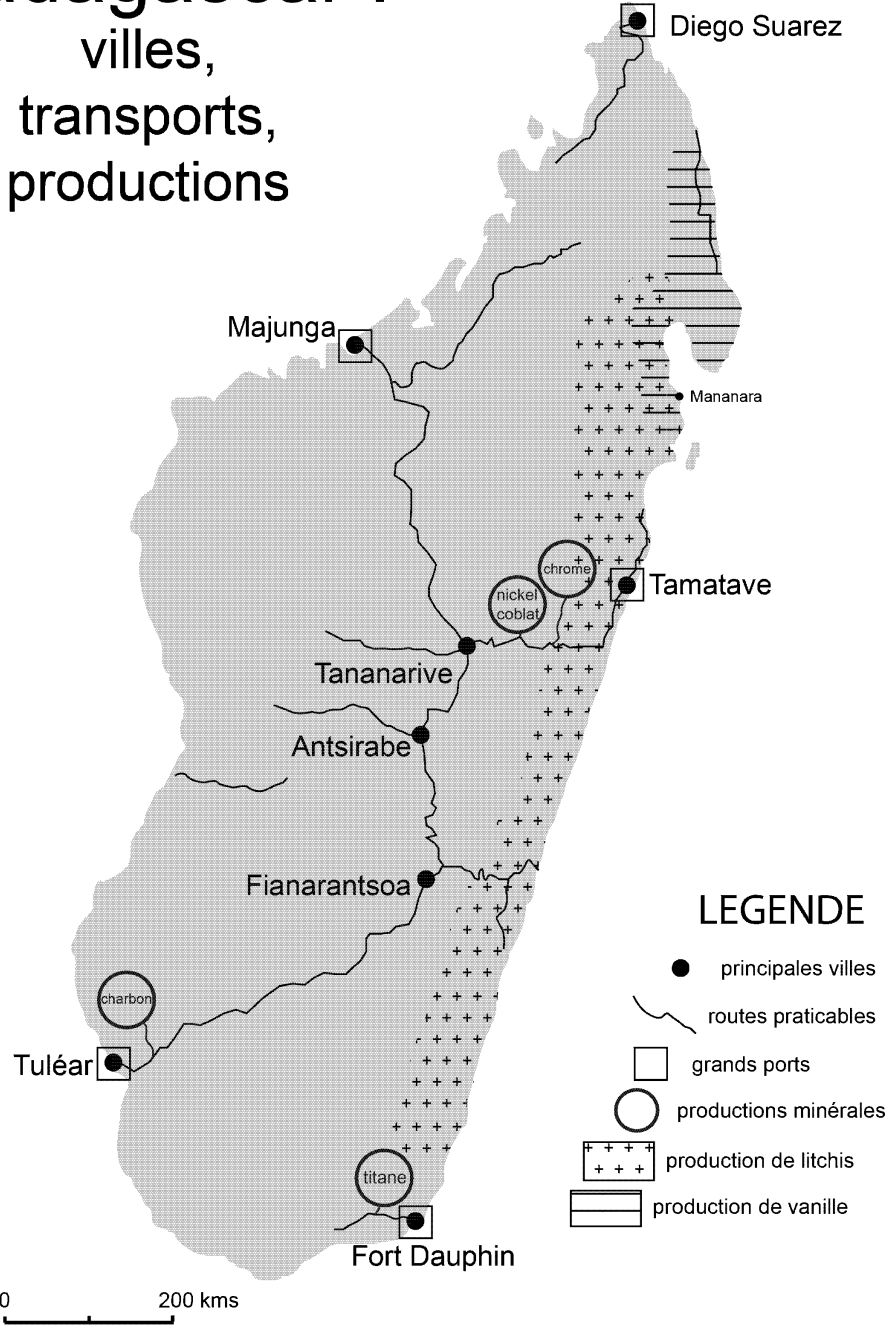 villes,
transports,
productions
Diego Suarez
Majunga
Mananara
chrome
nickel
coblat
Tamatave
Tananarive
Antsirabe
Fianarantsoa
charbon
Tuléar
titane
Fort Dauphin
LEGENDE
principales villes
routes praticables
grands ports
productions minérales
production de litchis
production de vanille
0 200 kms